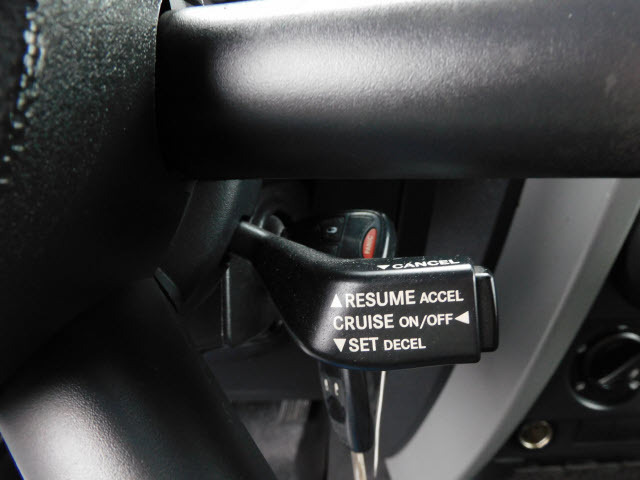 ▼CANCEL
▲RESUME ACCEL
CRUISE ON/OFF◄
▼SET DECEL